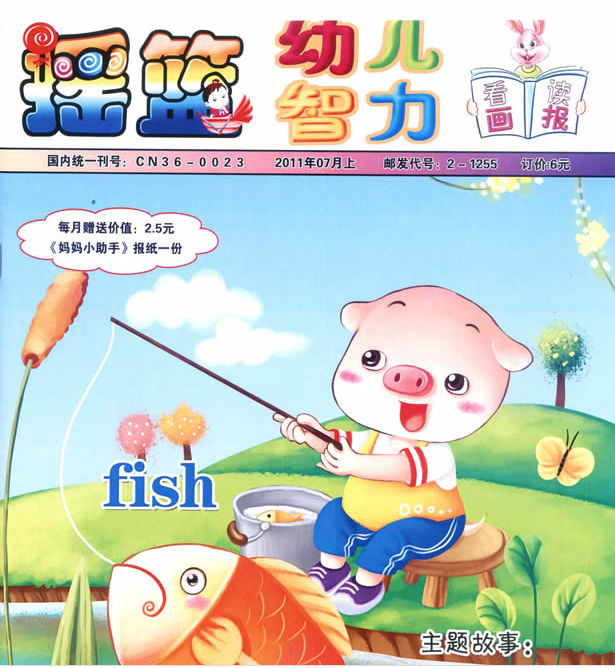 摇篮
幼儿
智力
看画
读报
国内统一刊号：CN36-0023 2011年07月上 邮发代号：2-1255 订价:6元
每月赠送价值：2.5元
《妈妈小助手》报纸一份
fish
主题故事：